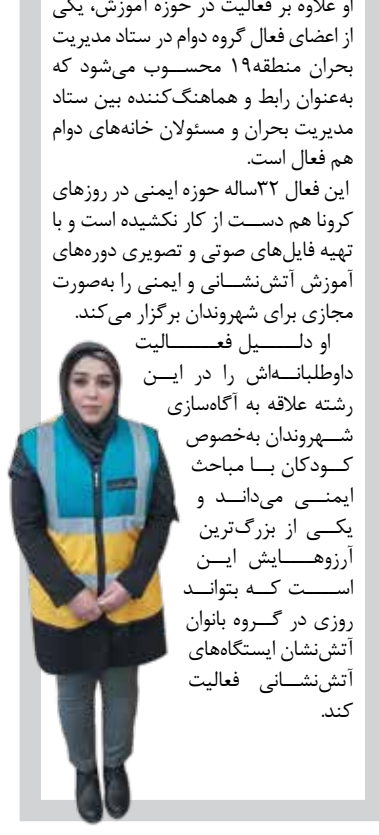 او علاوه بر فعالیت در حوزه آموزش، یکی
از اعضای فعال گروه دوام در ستاد مدیریت
بحران منطقه۱۹ محسوب می‌شود که
به‌عنوان رابط و هماهنگ‌کننده بین ستاد
مدیریت بحران و مسئولان خانه‌های دوام
هم فعال است.
این فعال ۳۲ساله حوزه ایمنی در روزهای
کرونا هم دست از کار نکشیده است و با
تهیه فایل‌های صوتی و تصویری دوره‌های
آموزش آتش‌نشانی و ایمنی را به‌صورت
مجازی برای شهروندان برگزار می‌کند.
او دلیل فعالیت
داوطلبانه‌اش را در این
رشته علاقه به آگاه‌سازی
شهروندان به‌خصوص
کودکان با مباحث
ایمنی می‌داند و
یکی از بزرگ‌ترین
آرزوهایش این
است که بتواند
روزی در گروه بانوان
آتش‌نشان ایستگاه‌های
آتش‌نشانی فعالیت
کند.